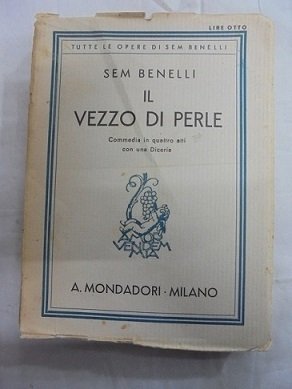 LIRE OTTO
TUTTE LE OPERE DI SEM BENELLI
SEM BENELLI
IL
VEZZO DI PERLE
Commedia in quattro atti
con una Diceria
A. MONDADORI - MILANO